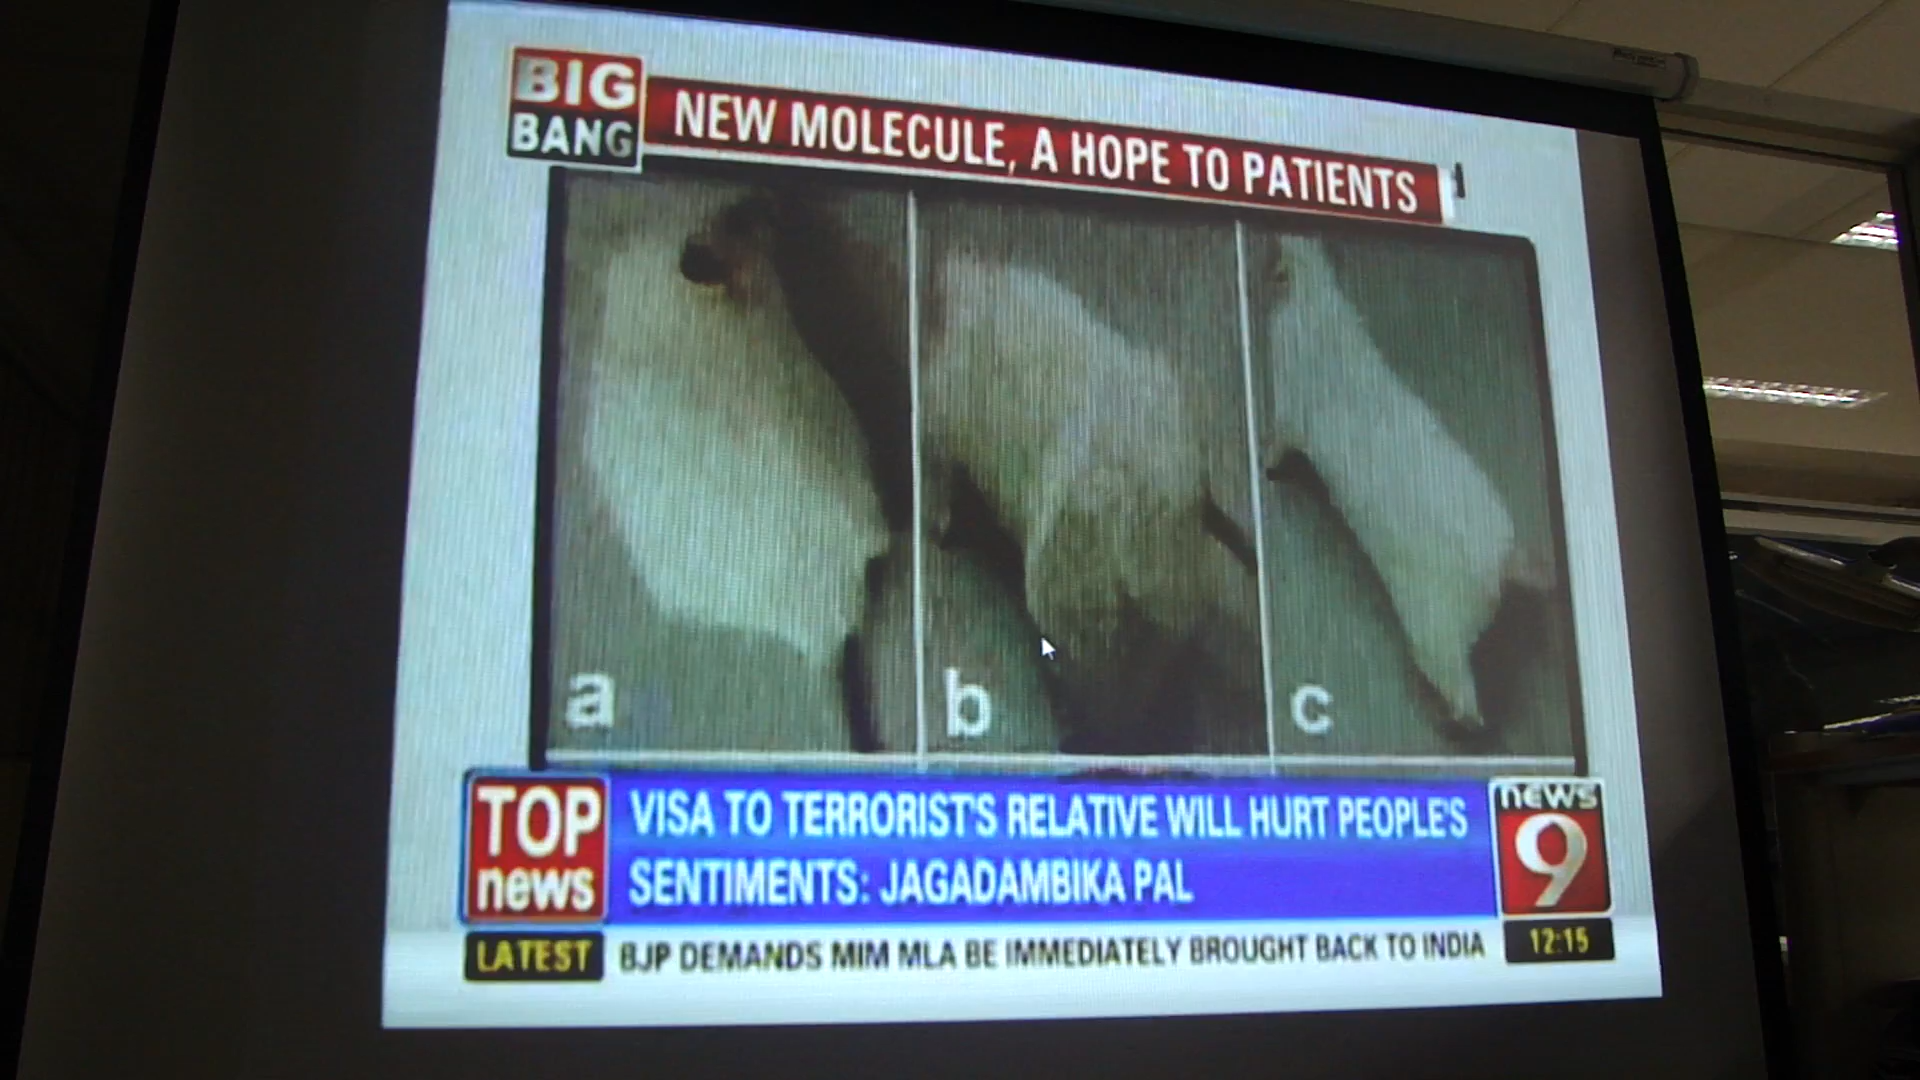 BIG
BANG
NEW MOLECULE, A HOPE TO PATIENTS
a
b
c
TOP
news
VISA TO TERRORIST'S RELATIVE WILL HURT PEOPLE'S
SENTIMENTS: JAGADAMBIKA PAL
news
9
LATEST
BJP DEMANDS MIM MLA BE IMMEDIATELY BROUGHT BACK TO INDIA
12:15